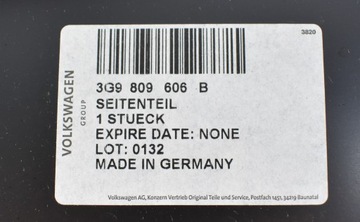 3820
VOLKSWAGEN
GROUP
3G9 809 606 B
SEITENTEIL
1 STUECK
EXPIRE DATE: NONE
LOT: 0132
MADE IN GERMANY
Volkswagen AG, Konzern Vertrieb Original Teile und Service, Postfach 1451, 34219 Baunatal